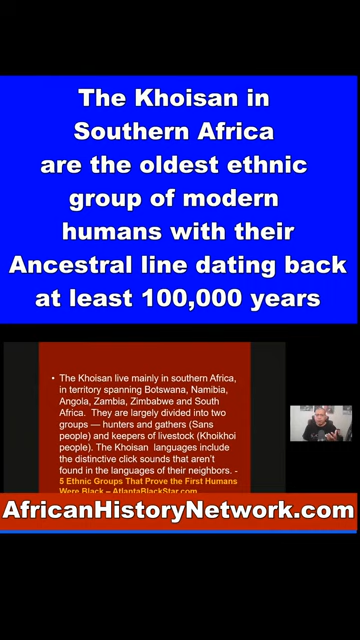 The Khoisan in
Southern Africa
are the oldest ethnic
group of modern
humans with their
Ancestral line dating back
at least 100,000 years
• The Khoisan live mainly in southern Africa,
in territory spanning Botswana, Namibia,
Angola, Zambia, Zimbabwe and South
Africa. They are largely divided into two
groups — hunters and gathers (Sans
people) and keepers of livestock (Khoikhoi
people). The Khoisan languages include
the distinctive click sounds that aren't
found in the languages of their neighbors. -
5 Ethnic Groups That Prove the First Humans
Were Black – AtlantaBlackStar.com
AfricanHistoryNetwork.com